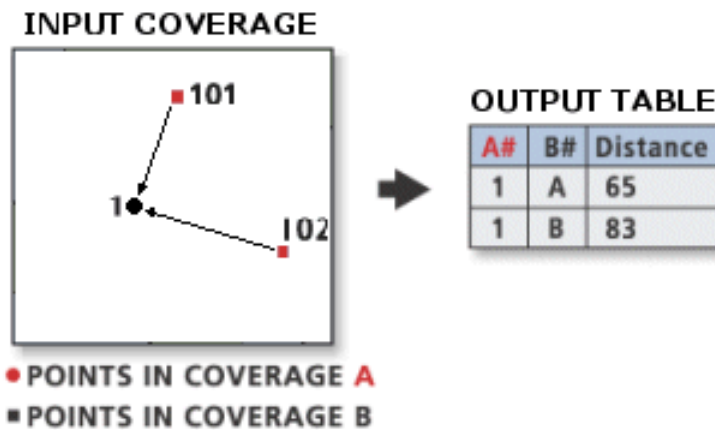 INPUT COVERAGE
101
1
102
POINTS IN COVERAGE A
POINTS IN COVERAGE B
OUTPUT TABLE
A# B# Distance
1 A 65
1 B 83